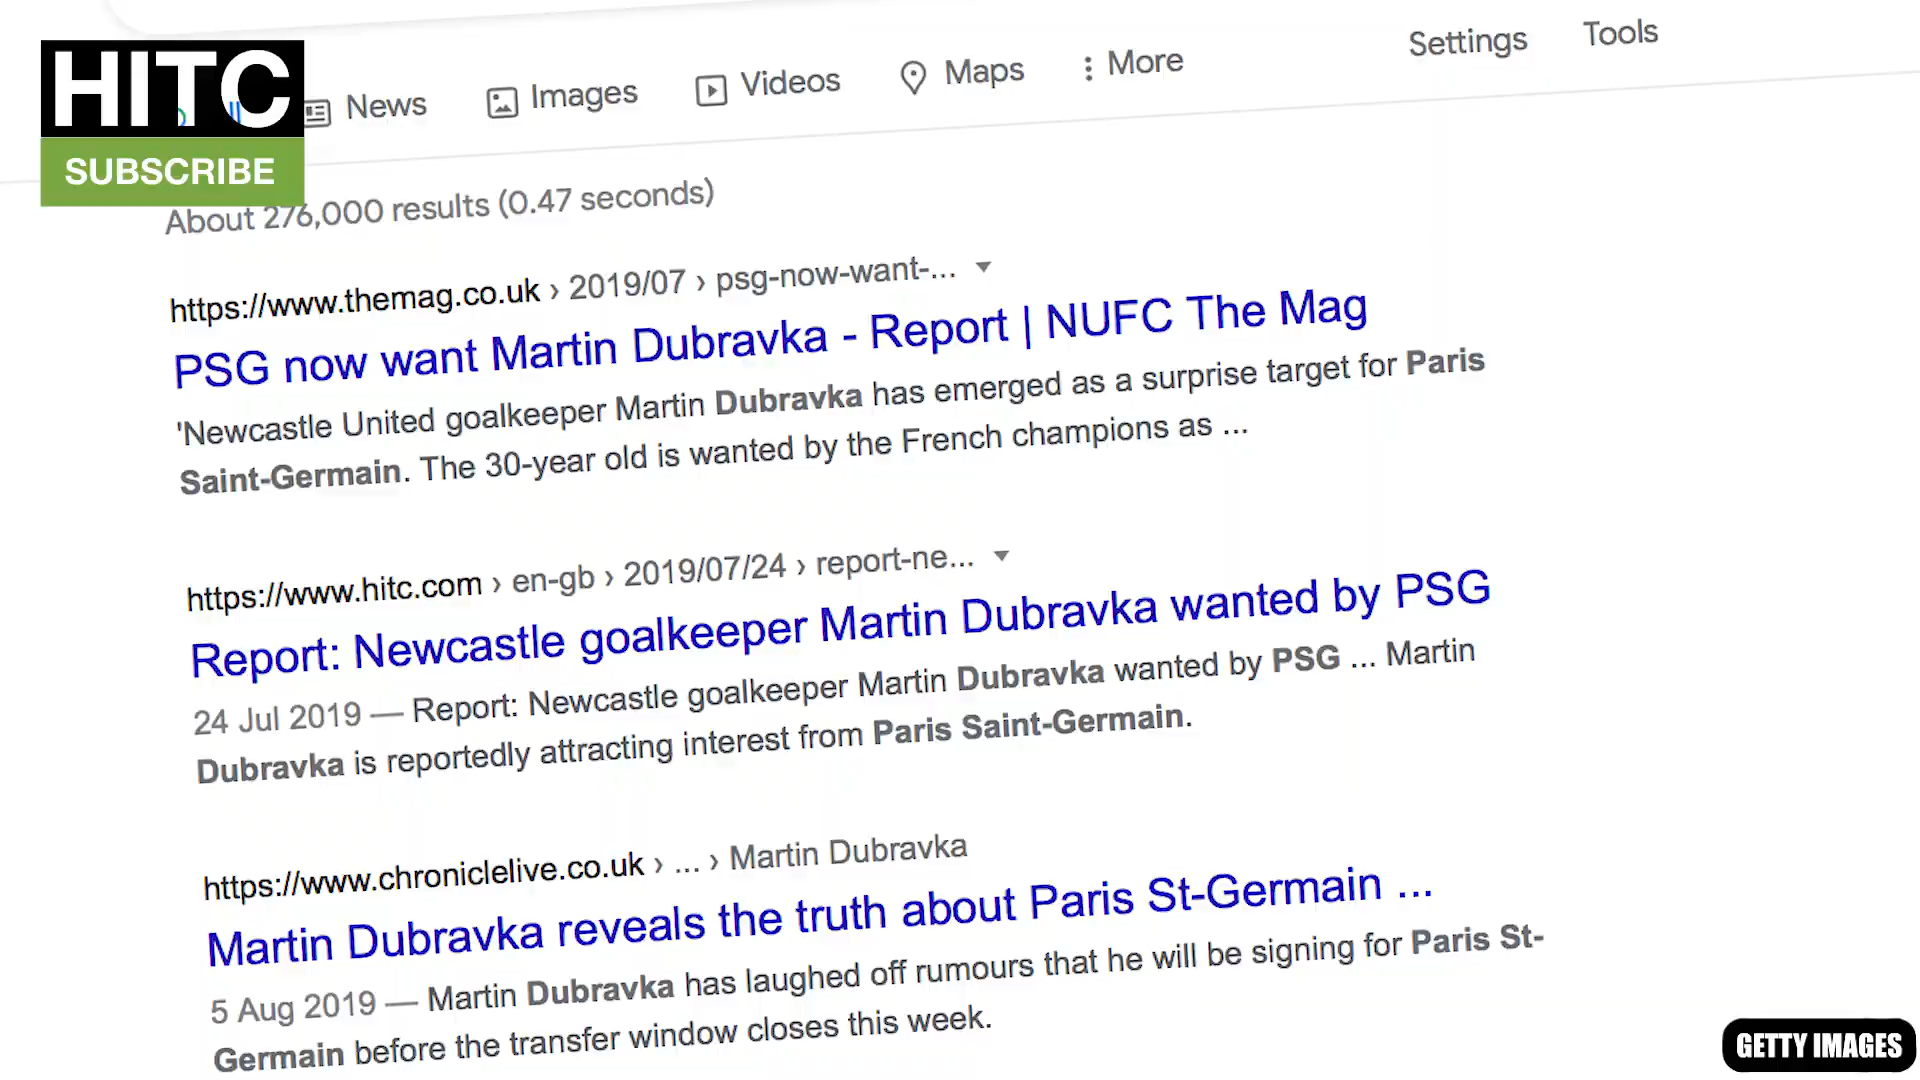 HITC
SUBSCRIBE
News
Images
Videos
Maps
More
Settings
Tools
About 276,000 results (0.47 seconds)
https://www.themag.co.uk › 2019/07 › psg-now-want-...
PSG now want Martin Dubravka - Report | NUFC The Mag
'Newcastle United goalkeeper Martin Dubravka has emerged as a surprise target for Paris
Saint-Germain. The 30-year old is wanted by the French champions as ...
https://www.hitc.com › en-gb › 2019/07/24 › report-ne...
Report: Newcastle goalkeeper Martin Dubravka wanted by PSG
24 Jul 2019 — Report: Newcastle goalkeeper Martin Dubravka wanted by PSG ... Martin
Dubravka is reportedly attracting interest from Paris Saint-Germain.
https://www.chroniclelive.co.uk › ... › Martin Dubravka
Martin Dubravka reveals the truth about Paris St-Germain ...
5 Aug 2019 — Martin Dubravka has laughed off rumours that he will be signing for Paris St-
Germain before the transfer window closes this week.
GETTY IMAGES